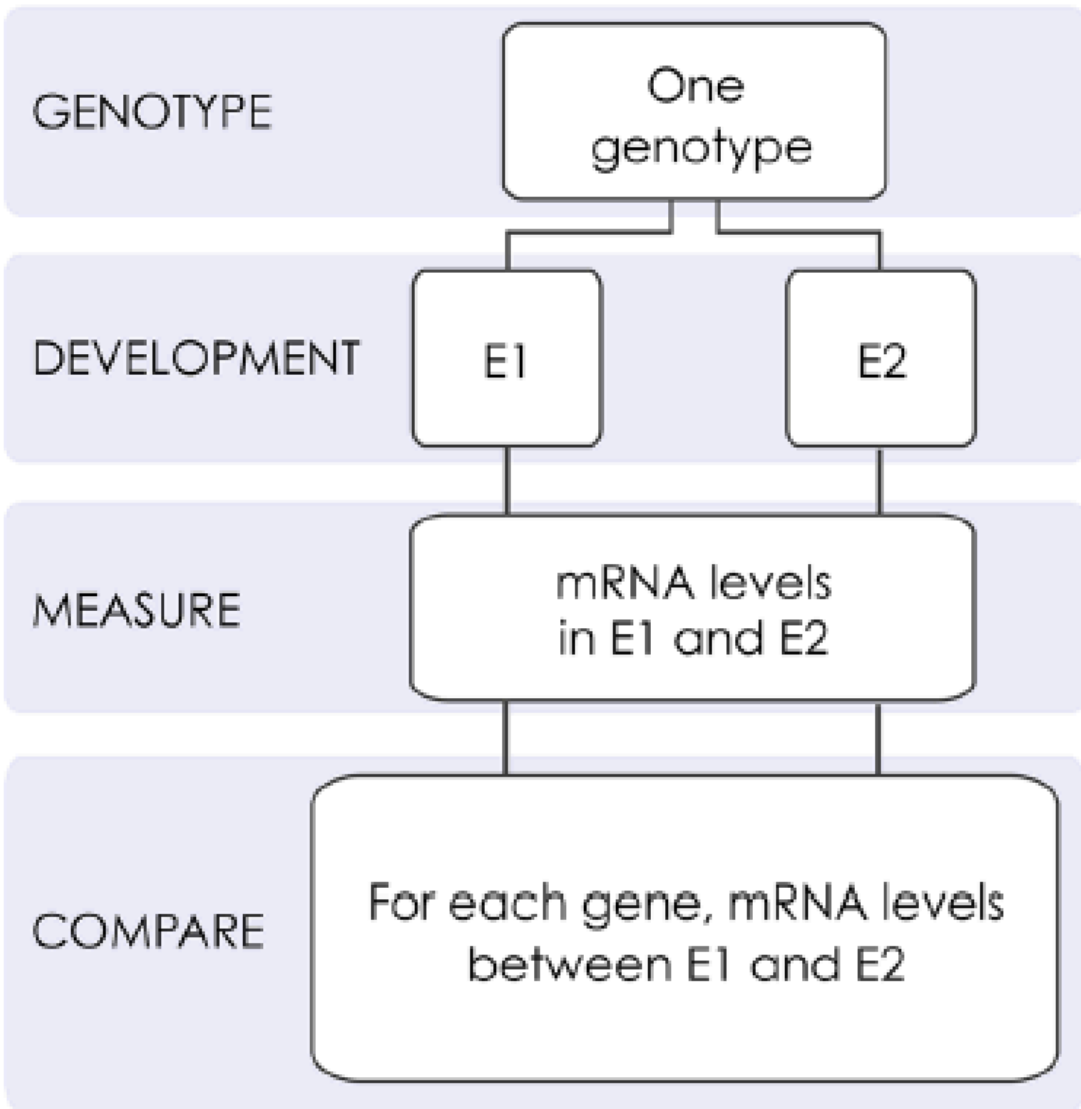 GENOTYPE
One
genotype
DEVELOPMENT
E1
E2
MEASURE
mRNA levels
in E1 and E2
COMPARE
For each gene, mRNA levels
between E1 and E2